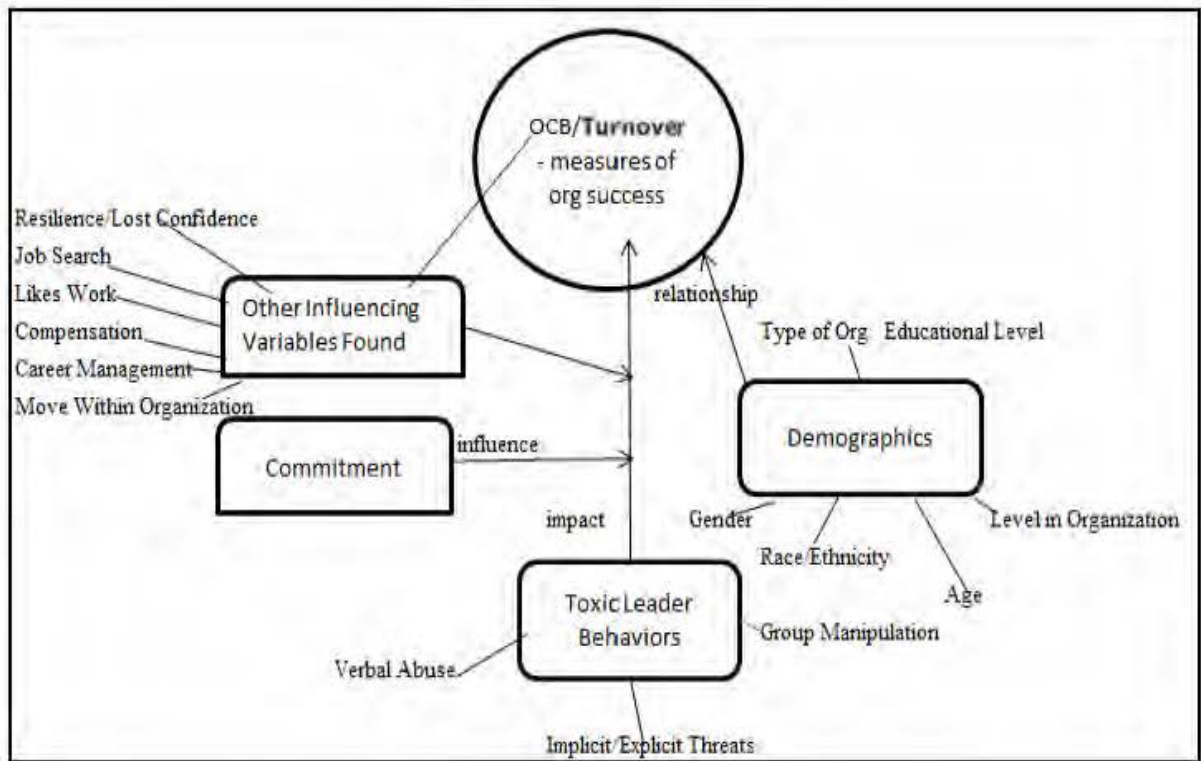 OCB/Turnover
- measures of
org success
Resilience/Lost Confidence
Job Search
Likes Work
Compensation
Career Management
Move Within Organization
Other Influencing
Variables Found
relationship
Type of Org Educational Level
Demographics
Commitment
influence
impact
Gender
Level in Organization
Race/Ethnicity
Age
Toxic Leader
Behaviors
Group Manipulation
Verbal Abuse
Implicit/Explicit Threats